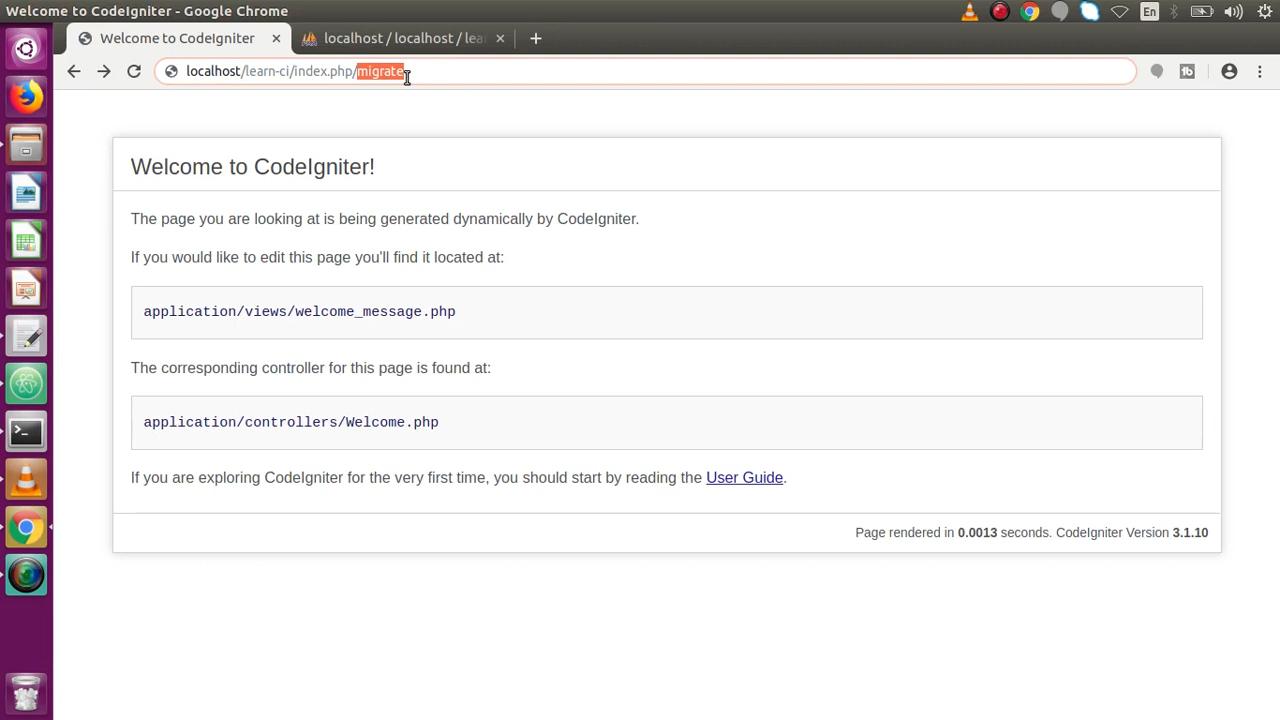 Welcome to CodeIgniter - Google Chrome
En
Welcome to CodeIgniter
localhost / localhost / lea
localhost/learn-ci/index.php/migrate
Welcome to CodeIgniter!
The page you are looking at is being generated dynamically by CodeIgniter.
If you would like to edit this page you'll find it located at:
application/views/welcome_message.php
The corresponding controller for this page is found at:
application/controllers/Welcome.php
If you are exploring CodeIgniter for the very first time, you should start by reading the User Guide.
Page rendered in 0.0013 seconds. CodeIgniter Version 3.1.10